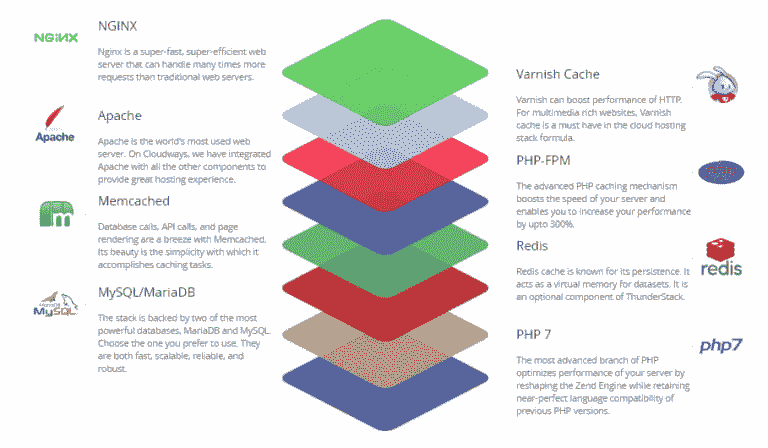 NGINX
NGINX
Nginx is a super-fast, super-efficient web
server that can handle many times more
requests than traditional web servers.
Varnish Cache
Varnish can boost performance of HTTP.
For multimedia rich websites, Varnish
cache is a must have in the cloud hosting
stack formula.
Apache
Apache
Apache is the world's most used web
server. On Cloudways, we have integrated
Apache with all the other components to
provide great hosting experience.
PHP-FPM
The advanced PHP caching mechanism
boosts the speed of your server and
enables you to increase your performance
by upto 300%.
Memcached
Database calls, API calls, and page
rendering are a breeze with Memcached.
Its beauty is the simplicity with which it
accomplishes caching tasks.
Redis
Redis cache is known for its persistence. It
acts as a virtual memory for datasets. It is
an optional component of ThunderStack.
redis
MySQL/MariaDB
MySQL
The stack is backed by two of the most
powerful databases, MariaDB and MySQL.
Choose the one you prefer to use. They
are both fast, scalable, reliable, and
robust.
PHP 7
php7
The most advanced branch of PHP
optimizes performance of your server by
reshaping the Zend Engine while retaining
near-perfect language compatibility of
previous PHP versions.